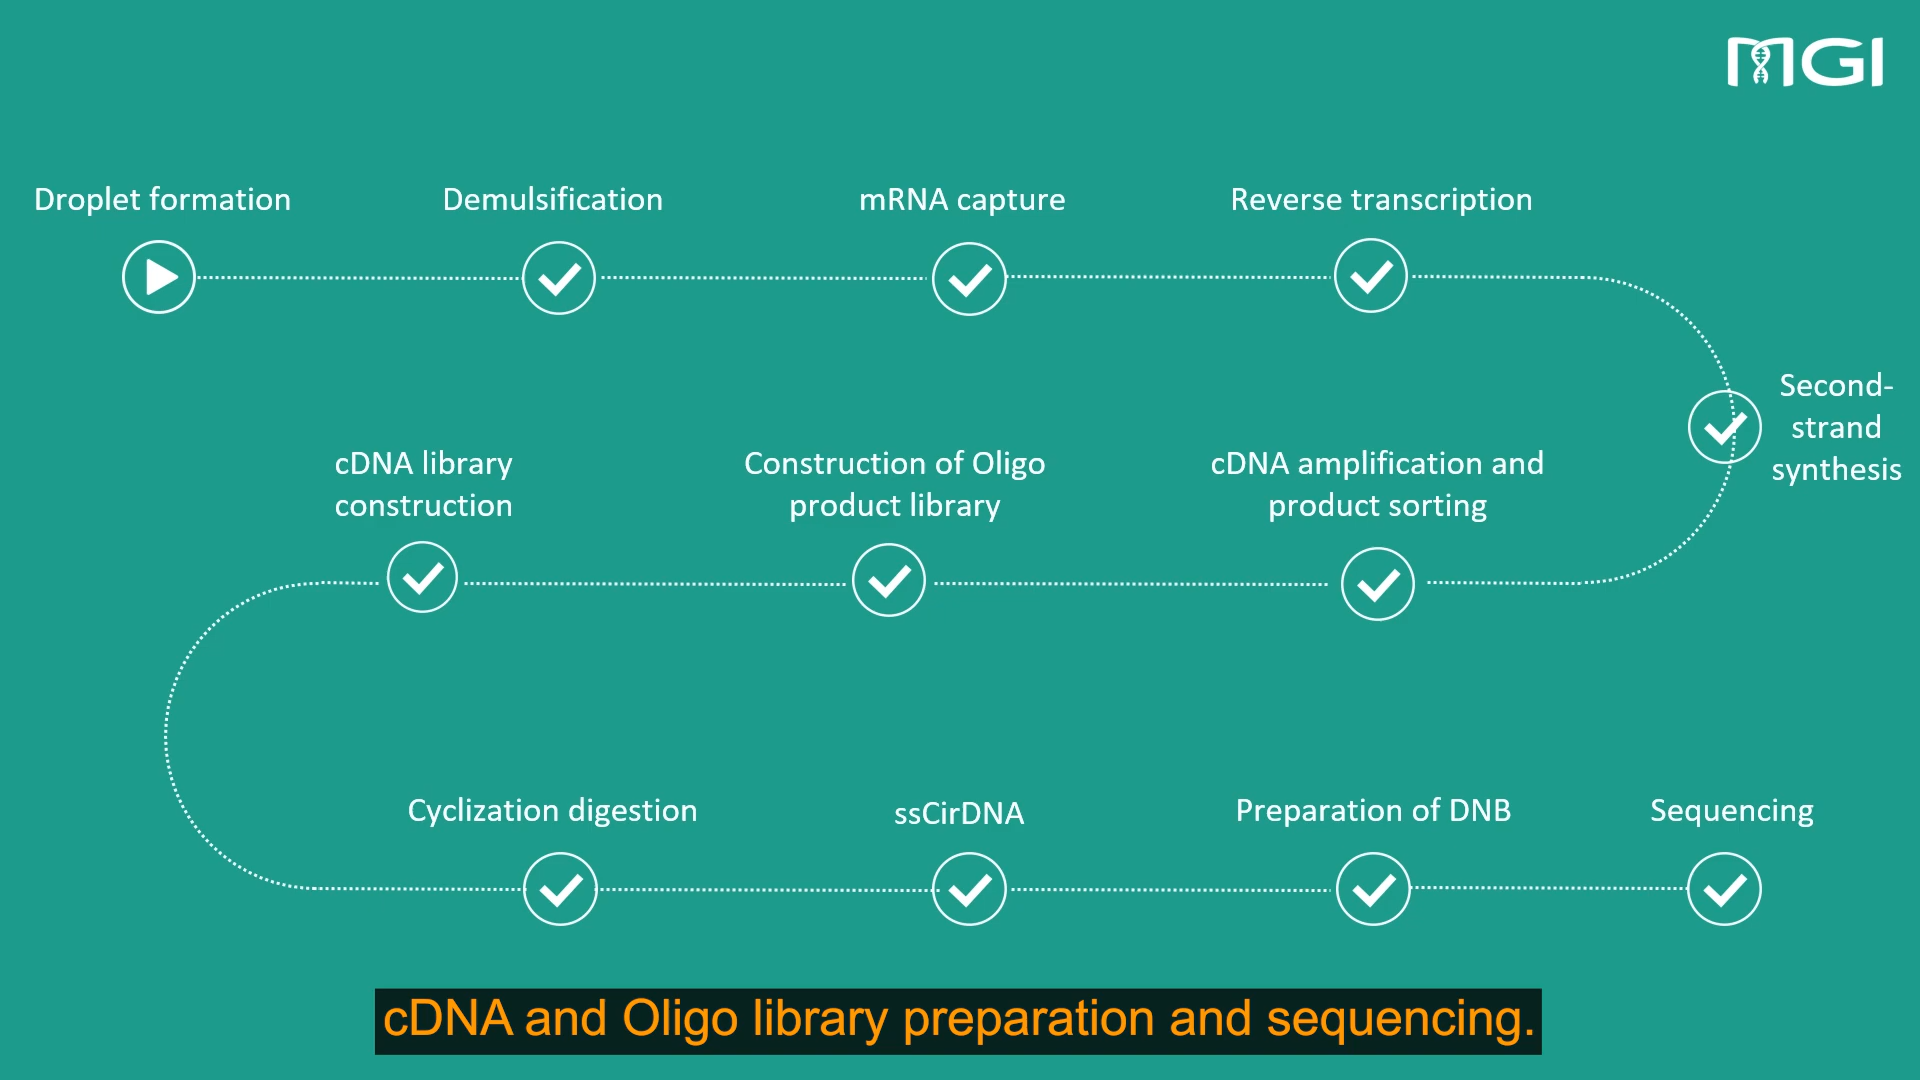 MGI
Droplet formation
Demulsification
mRNA capture
Reverse transcription
Second-
strand
synthesis
cDNA amplification and
product sorting
Construction of Oligo
product library
cDNA library
construction
Cyclization digestion
ssCirDNA
Preparation of DNB
Sequencing
cDNA and Oligo library preparation and sequencing.